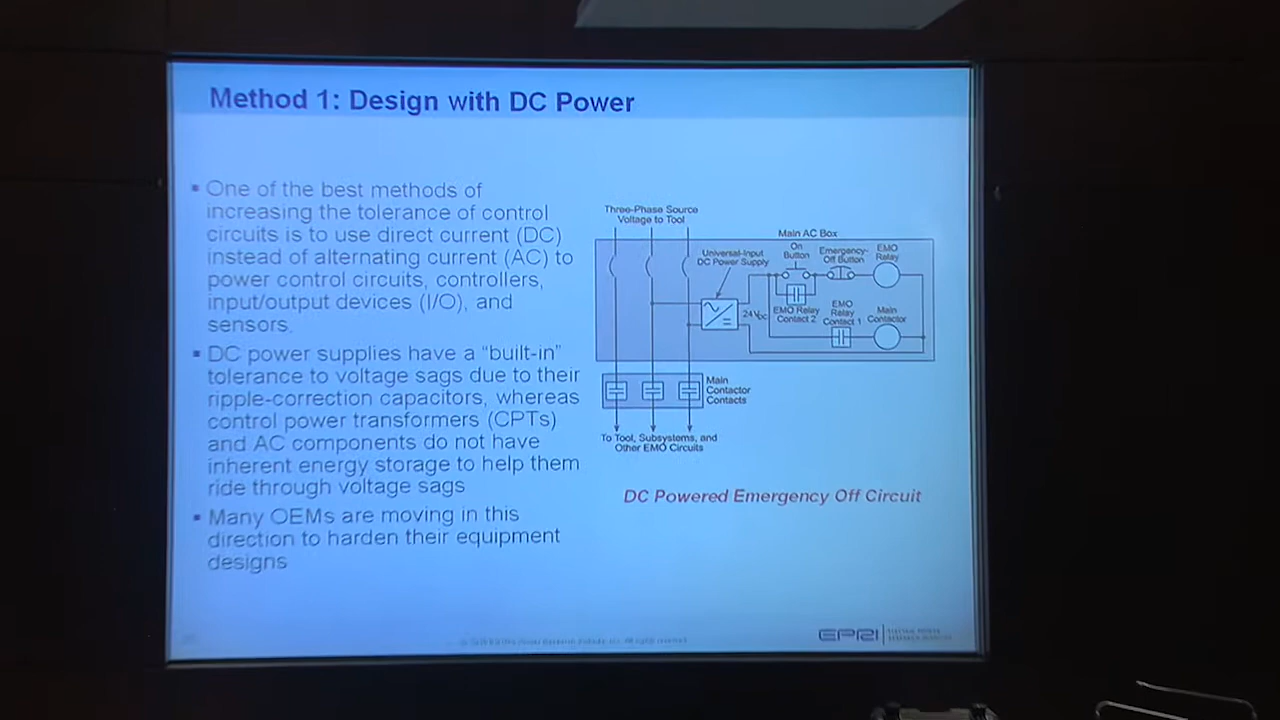 Method 1: Design with DC Power
▪ One of the best methods of
increasing the tolerance of control
circuits is to use direct current (DC)
instead of alternating current (AC) to
power control circuits, controllers,
input/output devices (I/O), and
sensors.
▪ DC power supplies have a “built-in”
tolerance to voltage sags due to their
ripple-correction capacitors, whereas
control power transformers (CPTs)
and AC components do not have
inherent energy storage to help them
ride through voltage sags
▪ Many OEMs are moving in this
direction to harden their equipment
designs
Three-Phase Source
Voltage to Tool
Main AC Box
Universal-Input
DC Power Supply
On
Button
Emergency-
Off Button
EMO
Relay
24 Vdc
EMO Relay
Contact 2
EMO
Relay
Contact 1
Main
Contactor
Main
Contactor
Contacts
To Tool, Subsystems, and
Other EMO Circuits
DC Powered Emergency Off Circuit
EPRI